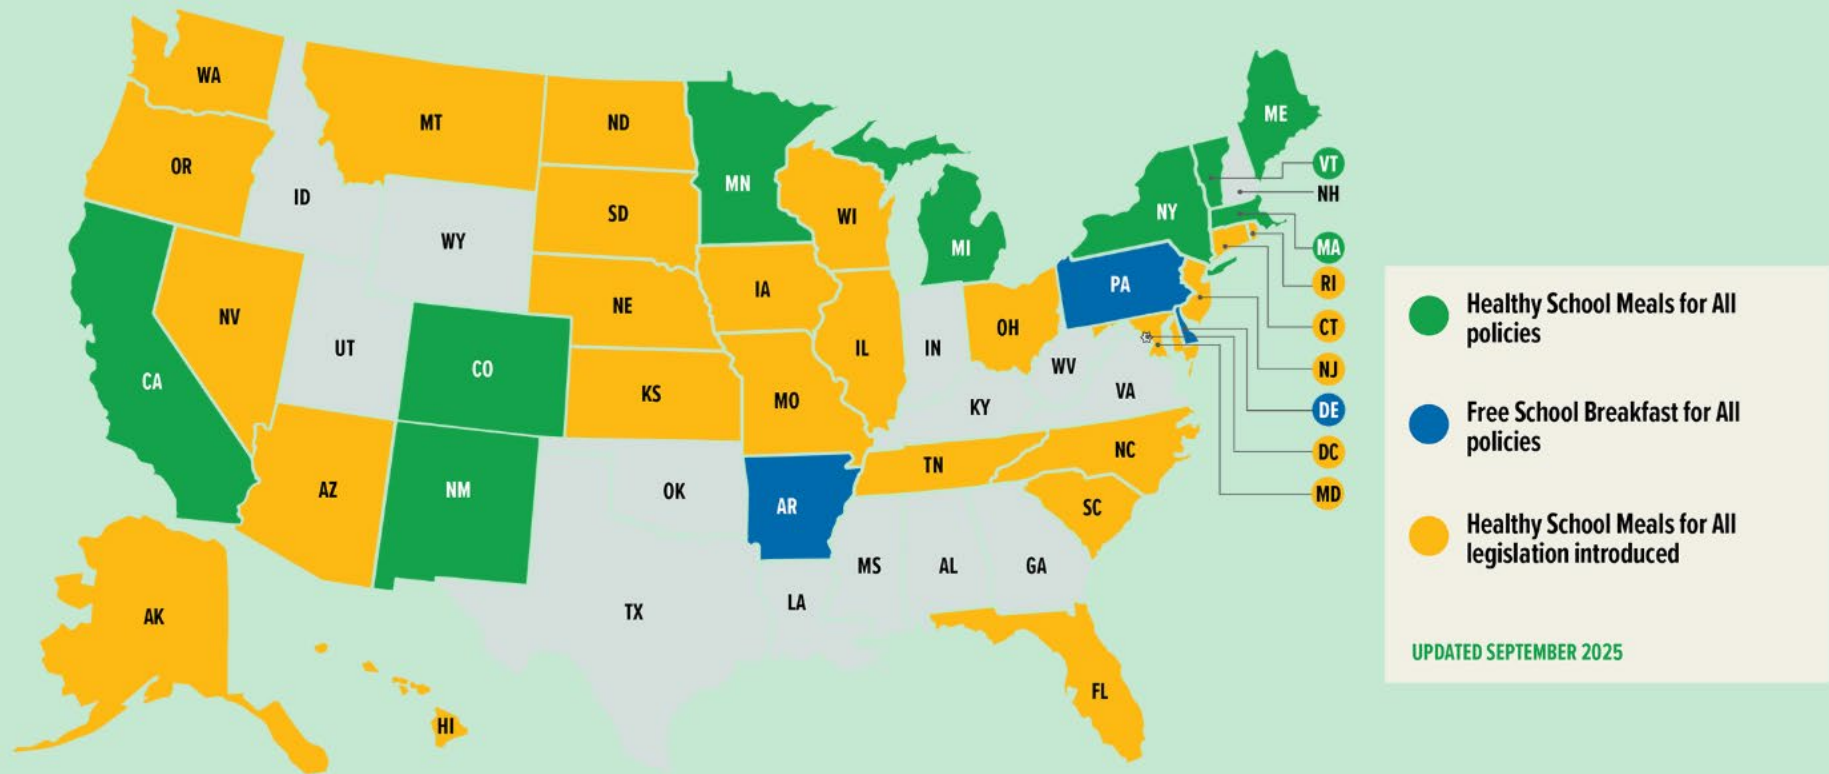 WA
MT
ND
MN
ME
OR
ID
SD
WI
VT
NH
WY
MI
NY
MA
NV
UT
NE
IA
PA
RI
CA
CO
KS
MO
IL
IN
OH
WV
VA
KY
CT
NJ
DE
AZ
NM
OK
AR
TN
NC
SC
DC
MD
AK
HI
TX
LA
MS
AL
GA
FL
Healthy School Meals for All
policies
Free School Breakfast for All
policies
Healthy School Meals for All
legislation introduced
UPDATED SEPTEMBER 2025